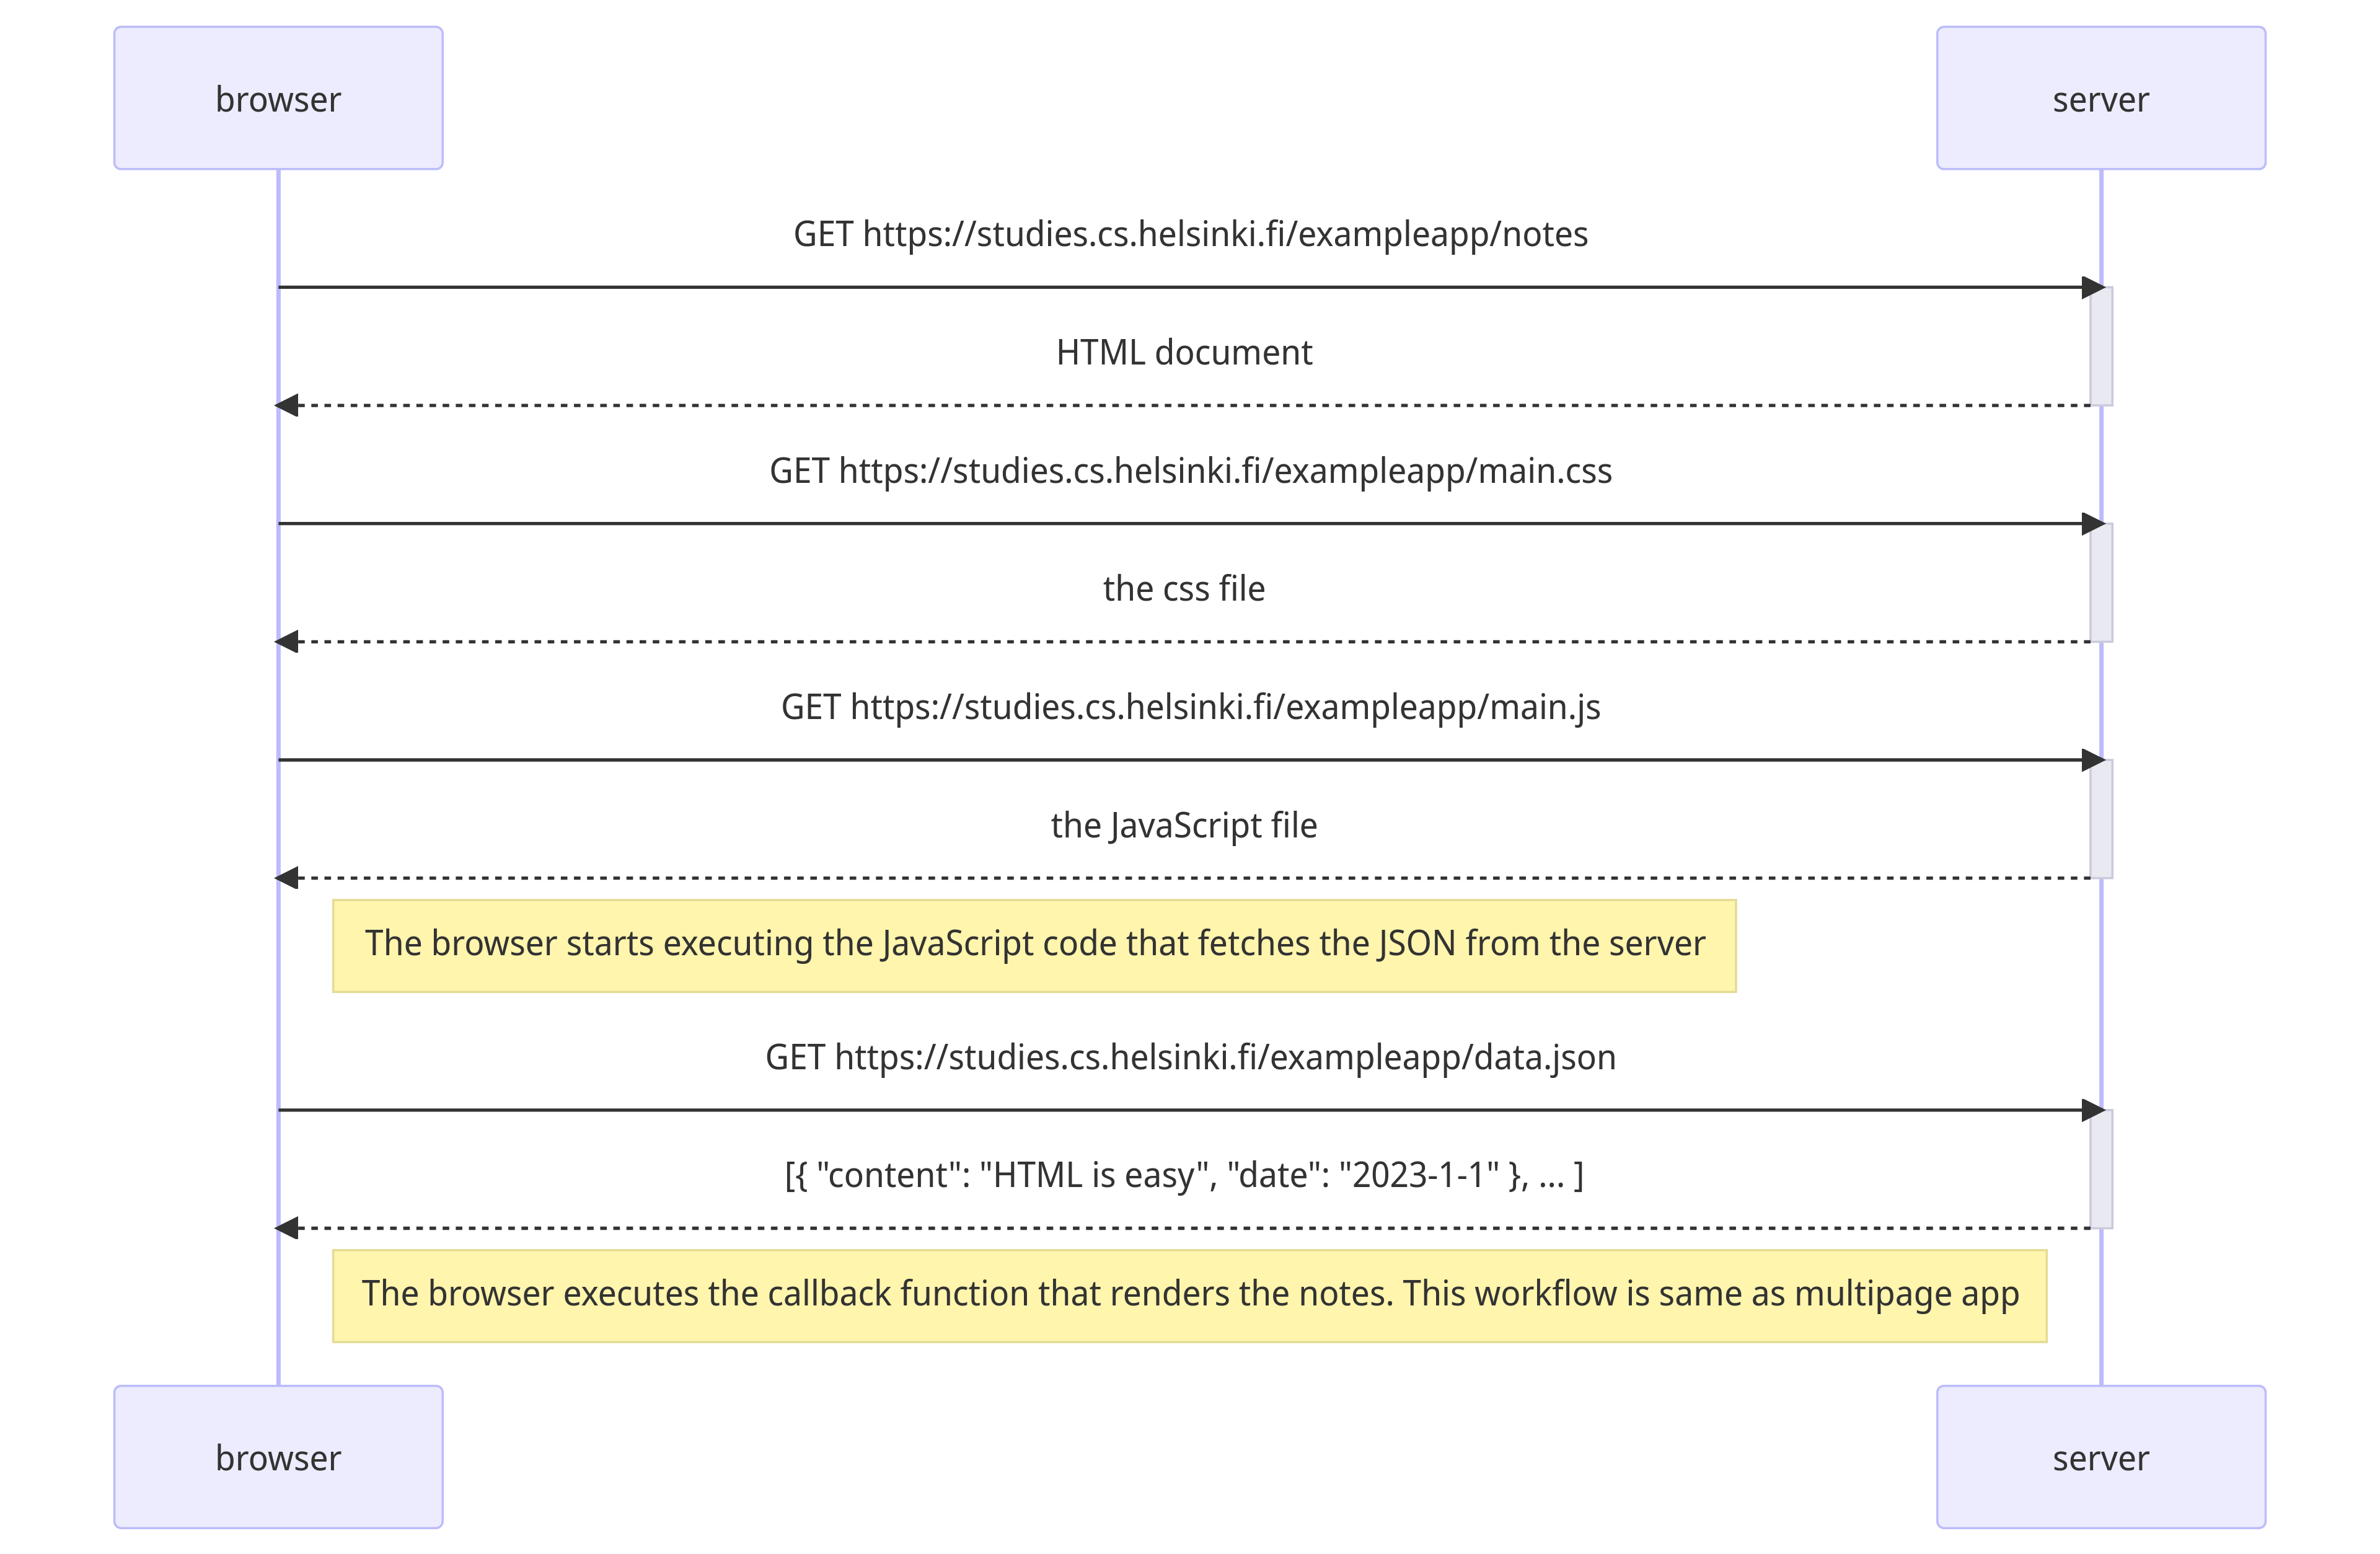 browser
server
GET https://studies.cs.helsinki.fi/exampleapp/notes
HTML document
GET https://studies.cs.helsinki.fi/exampleapp/main.css
the css file
GET https://studies.cs.helsinki.fi/exampleapp/main.js
the JavaScript file
The browser starts executing the JavaScript code that fetches the JSON from the server
GET https://studies.cs.helsinki.fi/exampleapp/data.json
[{ "content": "HTML is easy", "date": "2023-1-1" }, ... ]
The browser executes the callback function that renders the notes. This workflow is same as multipage app
browser
server